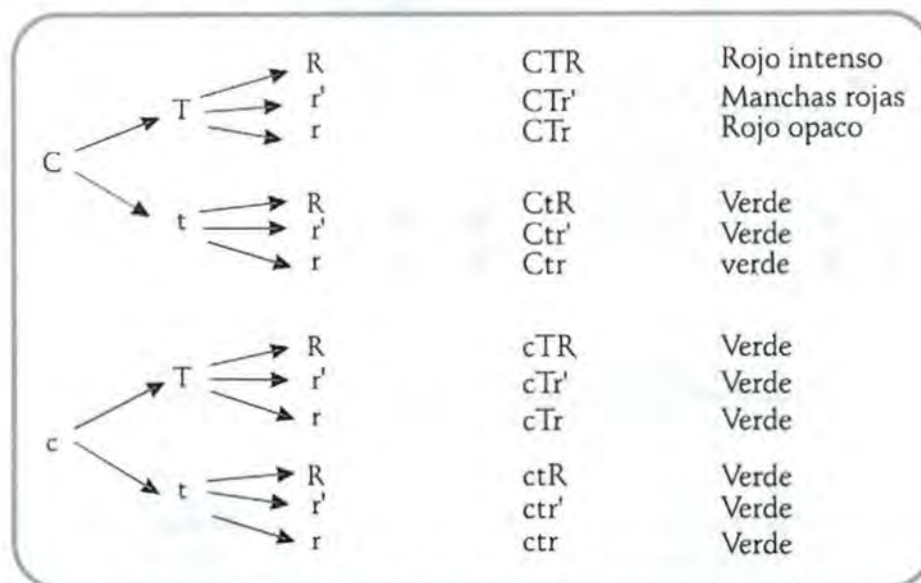 R CTR Rojo intenso
T r' CTr' Manchas rojas
r CTr Rojo opaco
C
R CtR Verde
t r' Ctr' Verde
r Ctr verde
R cTR Verde
T r' cTr' Verde
r cTr Verde
c
R ctR Verde
t r' ctr' Verde
r ctr Verde